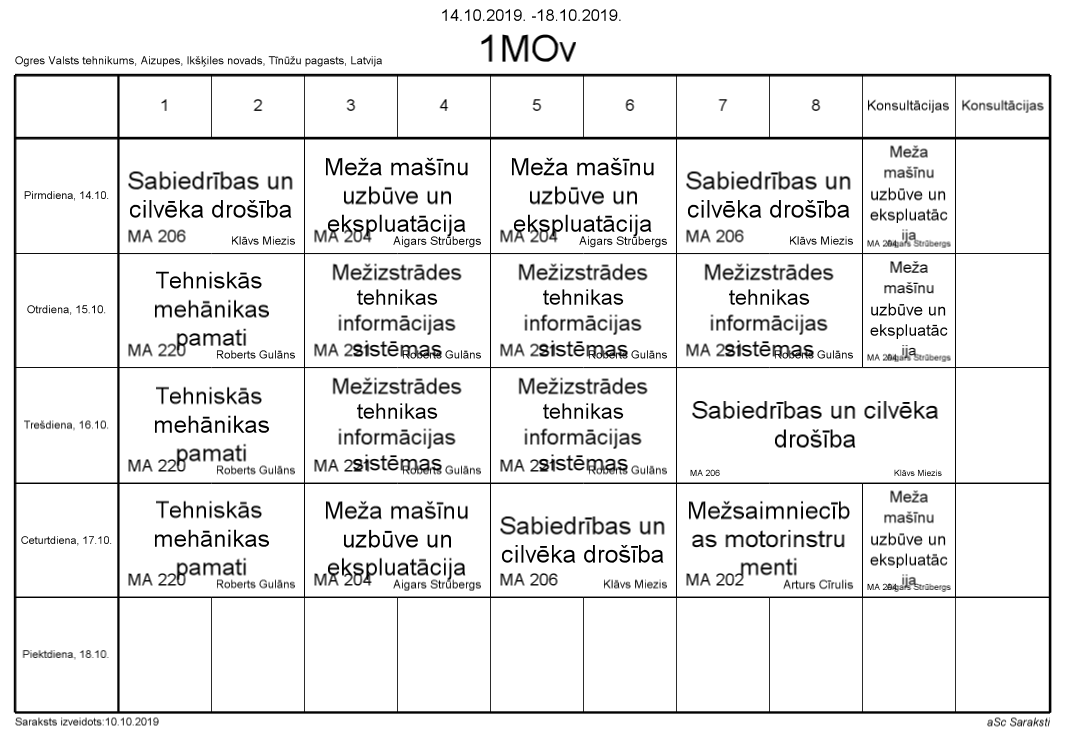 14.10.2019. -18.10.2019.
1MOv
Ogres Valsts tehnikums, Aizupes, Ikšķiles novads, Tīnūžu pagasts, Latvija
1 2 3 4 5 6 7 8 Konsultācijas Konsultācijas
Pirmdiena, 14.10.
Sabiedrības un
cilvēka drošība
MA 206 Klāvs Miezis
Meža mašīnu
uzbūve un
ekspluatācija
MA 204 Aigars Strūbergs
Meža mašīnu
uzbūve un
ekspluatācija
MA 204 Aigars Strūbergs
Sabiedrības un
cilvēka drošība
MA 206 Klāvs Miezis
Meža
mašīnu
uzbūve un
ekspluatāc
ija
MA 204 Aigars Strūbergs
Otrdiena, 15.10.
Tehniskās
mehānikas
pamati
MA 220 Roberts Gulāns
Mežizstrādes
tehnikas
informācijas
sistēmas
MA 221 Roberts Gulāns
Mežizstrādes
tehnikas
informācijas
sistēmas
MA 221 Roberts Gulāns
Mežizstrādes
tehnikas
informācijas
sistēmas
MA 221 Roberts Gulāns
Meža
mašīnu
uzbūve un
ekspluatāc
ija
MA 204 Aigars Strūbergs
Trešdiena, 16.10.
Tehniskās
mehānikas
pamati
MA 220 Roberts Gulāns
Mežizstrādes
tehnikas
informācijas
sistēmas
MA 221 Roberts Gulāns
Mežizstrādes
tehnikas
informācijas
sistēmas
MA 221 Roberts Gulāns
Sabiedrības un cilvēka
drošība
MA 206 Klāvs Miezis
Ceturtdiena, 17.10.
Tehniskās
mehānikas
pamati
MA 220 Roberts Gulāns
Meža mašīnu
uzbūve un
ekspluatācija
MA 204 Aigars Strūbergs
Sabiedrības un
cilvēka drošība
MA 206 Klāvs Miezis
Mežsaimniecīb
as motorinstru
menti
MA 202 Arturs Cīrulis
Meža
mašīnu
uzbūve un
ekspluatāc
ija
MA 204 Aigars Strūbergs
Piektdiena, 18.10.
Saraksts izveidots:10.10.2019 aSc Saraksti